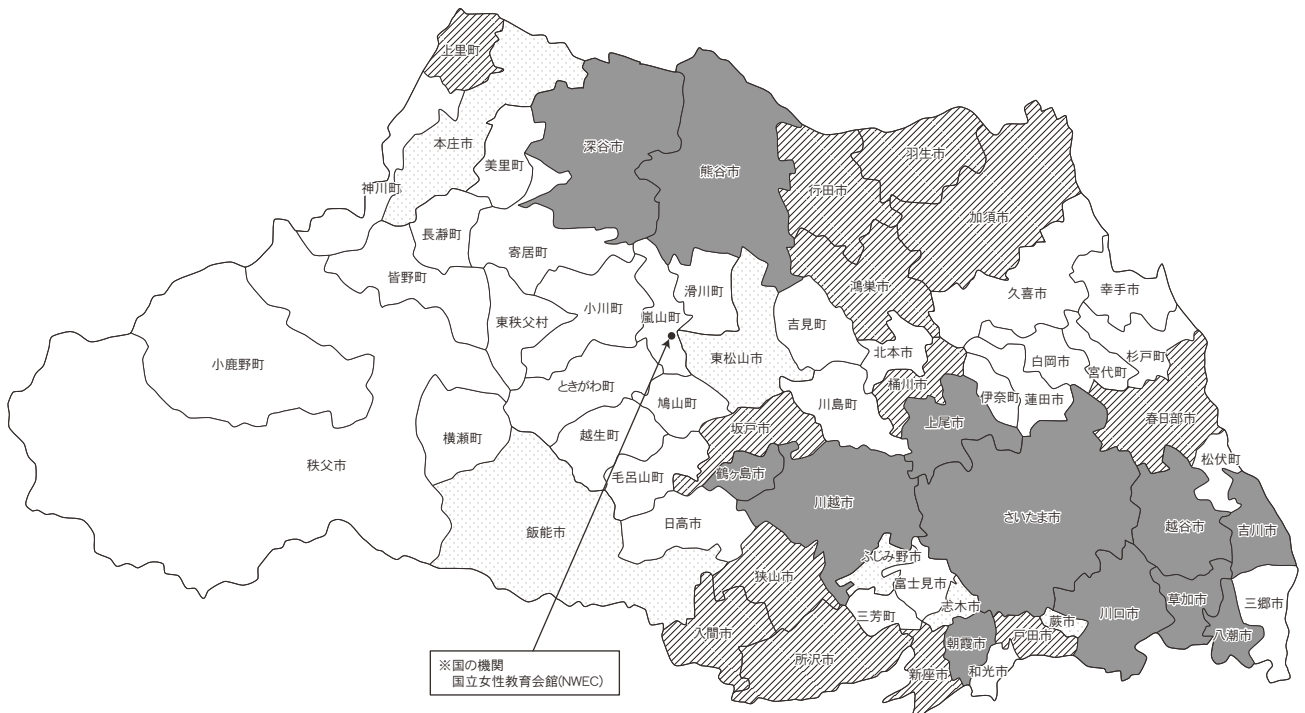 上里町
本庄市
深谷市
熊谷市
美里町
神川町
行田市
羽生市
加須市
長瀞町
寄居町
皆野町
滑川町
鴻巣市
久喜市
幸手市
東秩父村
小川町
嵐山町
吉見町
小鹿野町
東松山市
北本市
白岡市
杉戸町
宮代町
ときがわ町
桶川市
伊奈町
蓮田市
鳩山町
川島町
横瀬町
越生町
坂戸市
上尾市
春日部市
秩父市
毛呂山町
鶴ヶ島市
松伏町
川越市
さいたま市
越谷市
吉川市
飯能市
日高市
ふじみ野市
狭山市
富士見市
志木市
三芳町
草加市
三郷市
川口市
蕨市
入間市
所沢市
朝霞市
戸田市
八潮市
新座市
和光市
※国の機関
国立女性教育会館(NWEC)